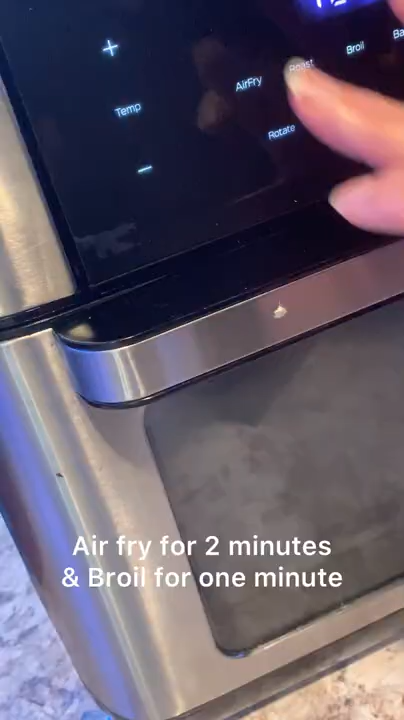 +
Broil
Roast
AirFry
Temp
Rotate
−
Air fry for 2 minutes
& Broil for one minute